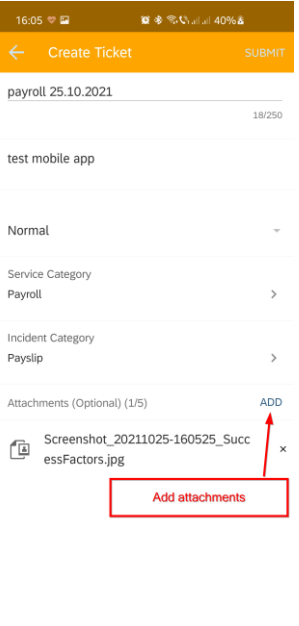 16:05 40%
Create Ticket SUBMIT
payroll 25.10.2021
18/250
test mobile app
Normal
Service Category
Payroll
Incident Category
Payslip
Attachments (Optional) (1/5) ADD
Screenshot_20211025-160525_Succ
essFactors.jpg ×
Add attachments